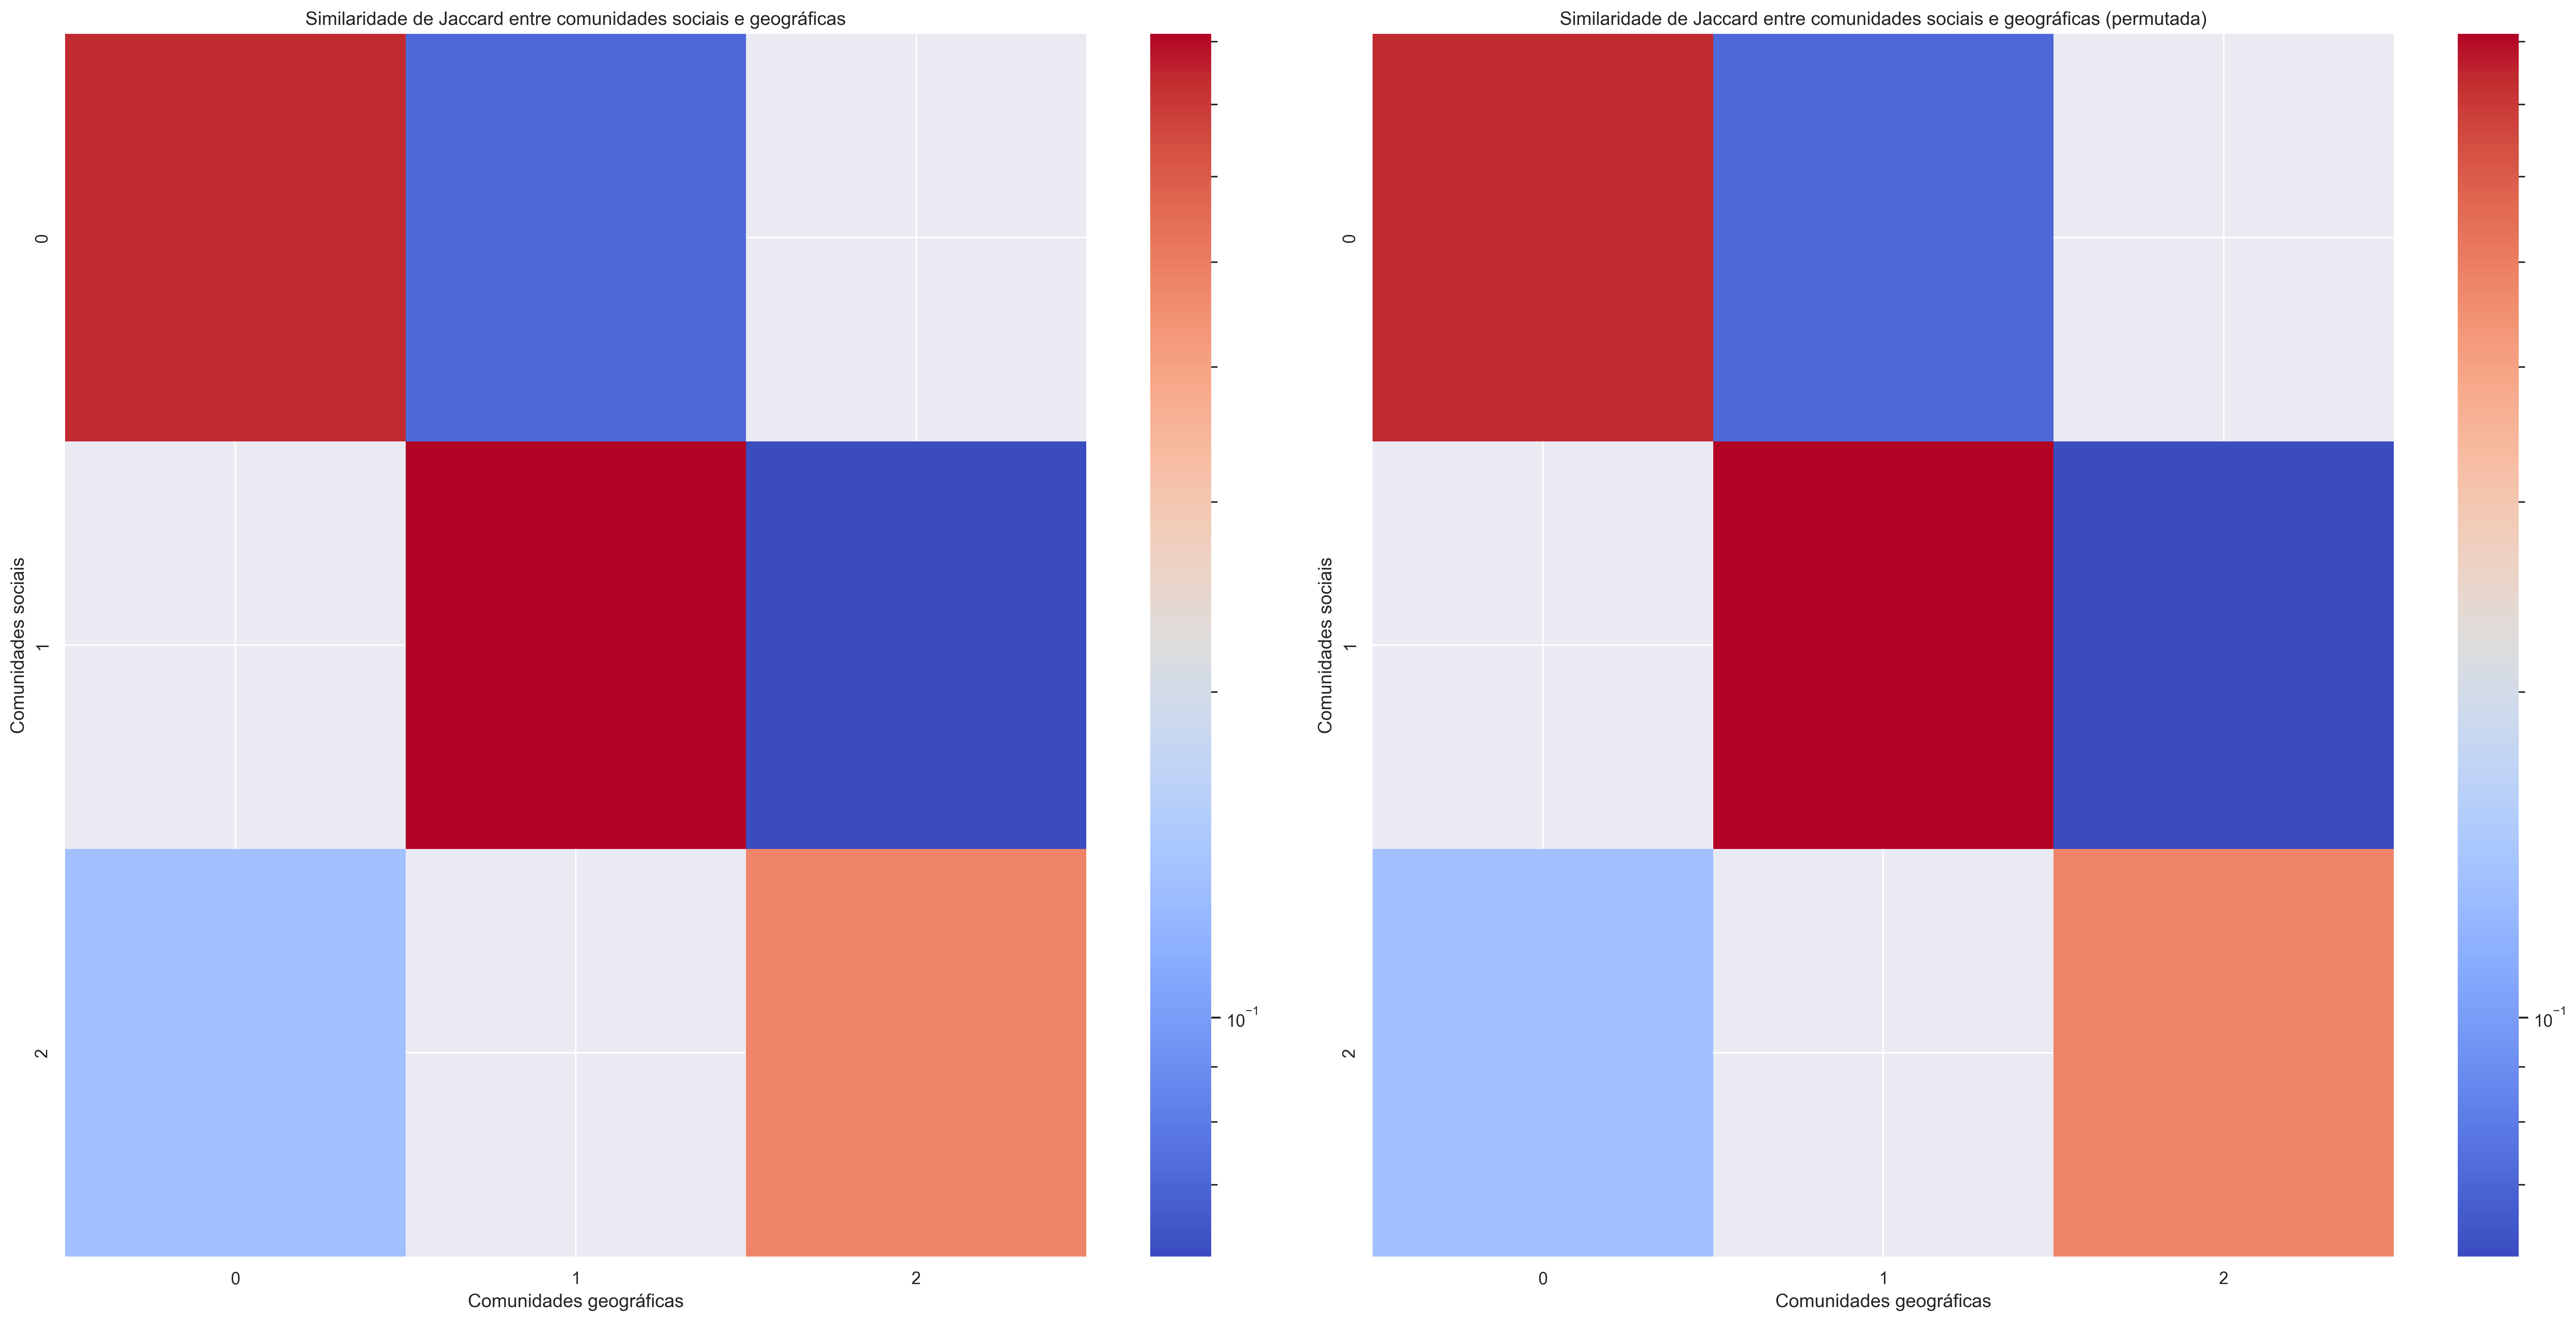 Similaridade de Jaccard entre comunidades sociais e geográficas
0
1
2
Comunidades sociais
0
1
2
Comunidades geográficas
10⁻¹
Similaridade de Jaccard entre comunidades sociais e geográficas (permutada)
0
1
2
Comunidades sociais
0
1
2
Comunidades geográficas
10⁻¹